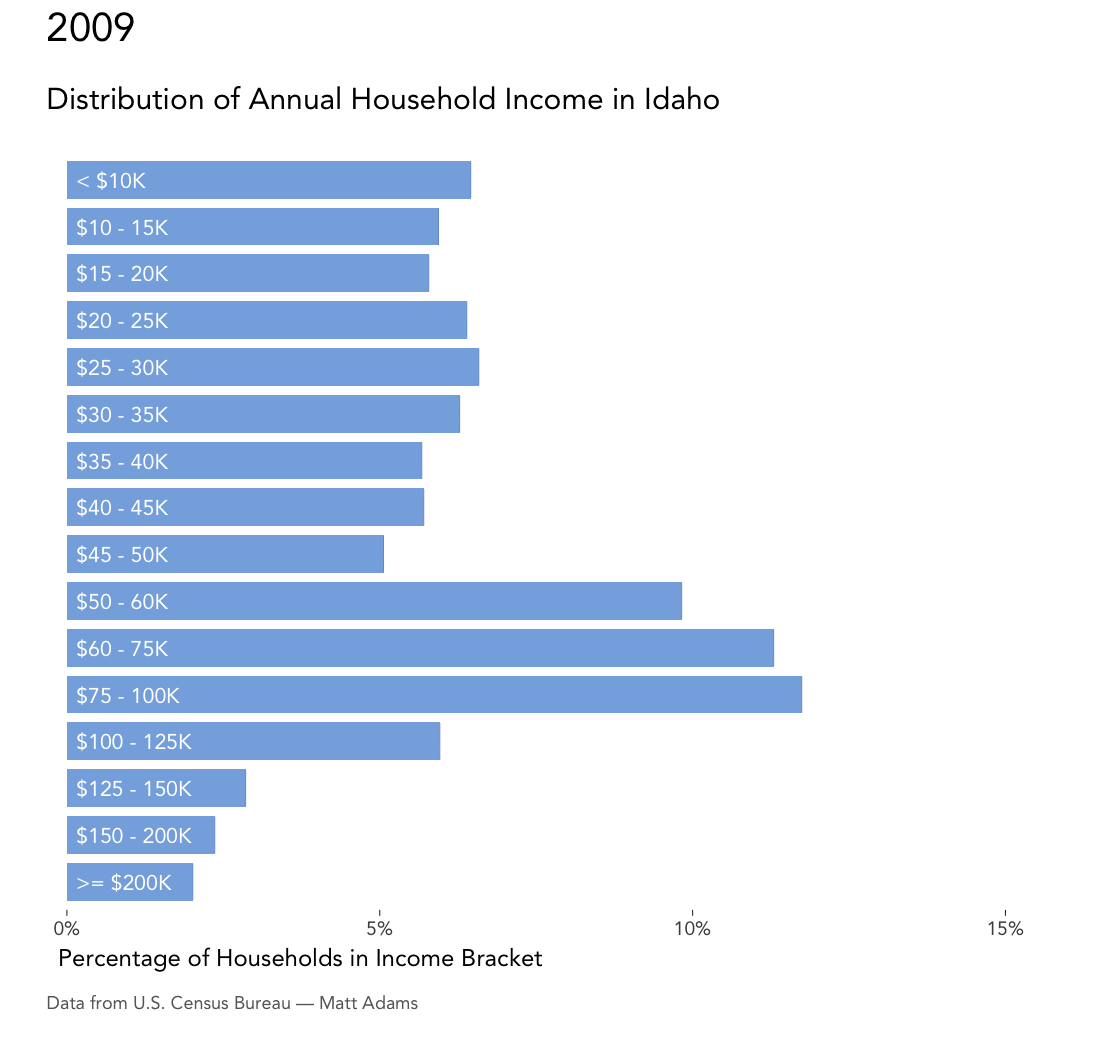 2009
Distribution of Annual Household Income in Idaho
< $10K
$10 - 15K
$15 - 20K
$20 - 25K
$25 - 30K
$30 - 35K
$35 - 40K
$40 - 45K
$45 - 50K
$50 - 60K
$60 - 75K
$75 - 100K
$100 - 125K
$125 - 150K
$150 - 200K
>= $200K
0% 5% 10% 15%
Percentage of Households in Income Bracket
Data from U.S. Census Bureau — Matt Adams